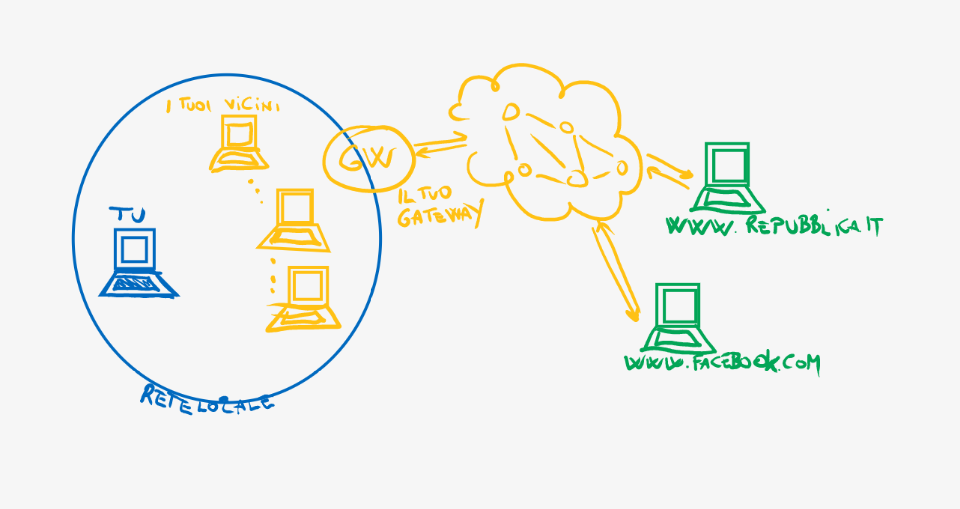 I TUOI VICINI
GW
IL TUO
GATEWAY
TU
WWW.REPUBBLICA.IT
WWW.FACEBOOK.COM
RETE LOCALE